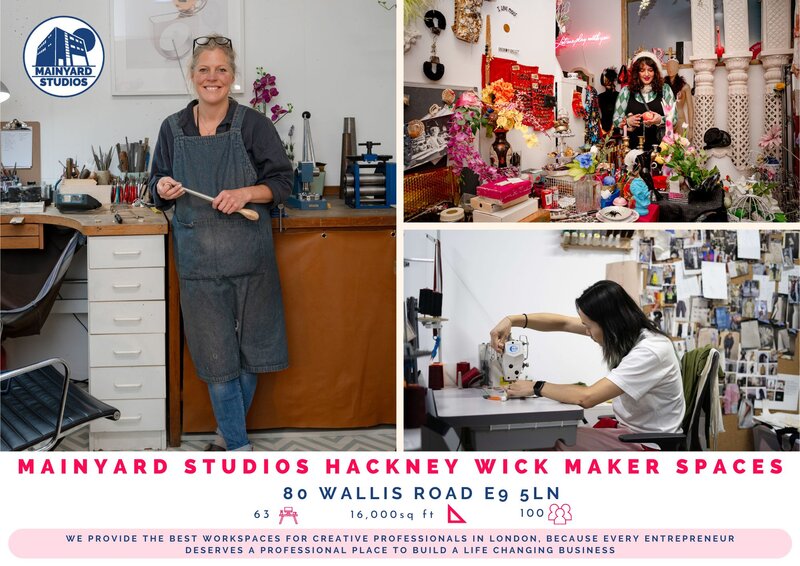 MAINYARD
STUDIOS
MAINYARD STUDIOS HACKNEY WICK MAKER SPACES
80 WALLIS ROAD E9 5LN
63 16,000sq ft 100
WE PROVIDE THE BEST WORKSPACES FOR CREATIVE PROFESSIONALS IN LONDON, BECAUSE EVERY ENTREPRENEUR
DESERVES A PROFESSIONAL PLACE TO BUILD A LIFE CHANGING BUSINESS